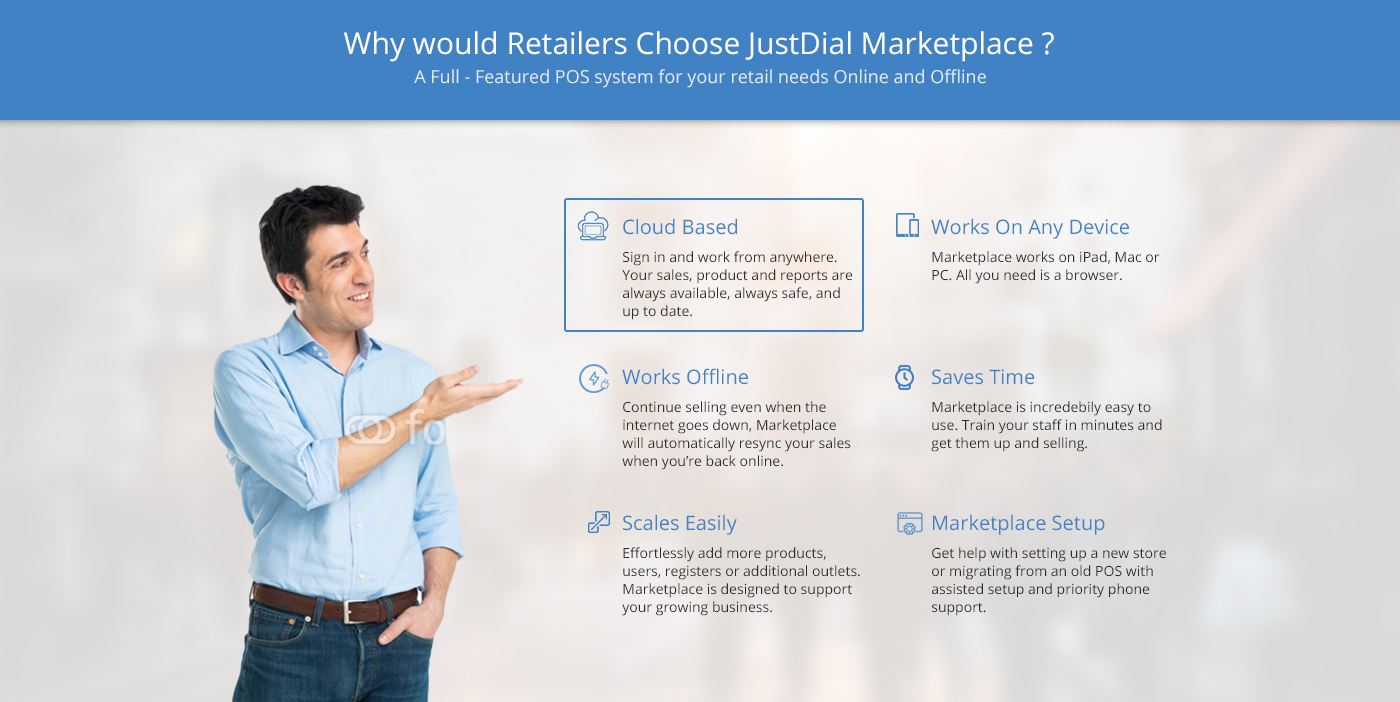 Why would Retailers Choose JustDial Marketplace ?
A Full - Featured POS system for your retail needs Online and Offline
Cloud Based
Sign in and work from anywhere.
Your sales, product and reports are
always available, always safe, and
up to date.
Works On Any Device
Marketplace works on iPad, Mac or
PC. All you need is a browser.
Works Offline
Continue selling even when the
internet goes down, Marketplace
will automatically resync your sales
when you’re back online.
Saves Time
Marketplace is incredebily easy to
use. Train your staff in minutes and
get them up and selling.
Scales Easily
Effortlessly add more products,
users, registers or additional outlets.
Marketplace is designed to support
your growing business.
Marketplace Setup
Get help with setting up a new store
or migrating from an old POS with
assisted setup and priority phone
support.
fo